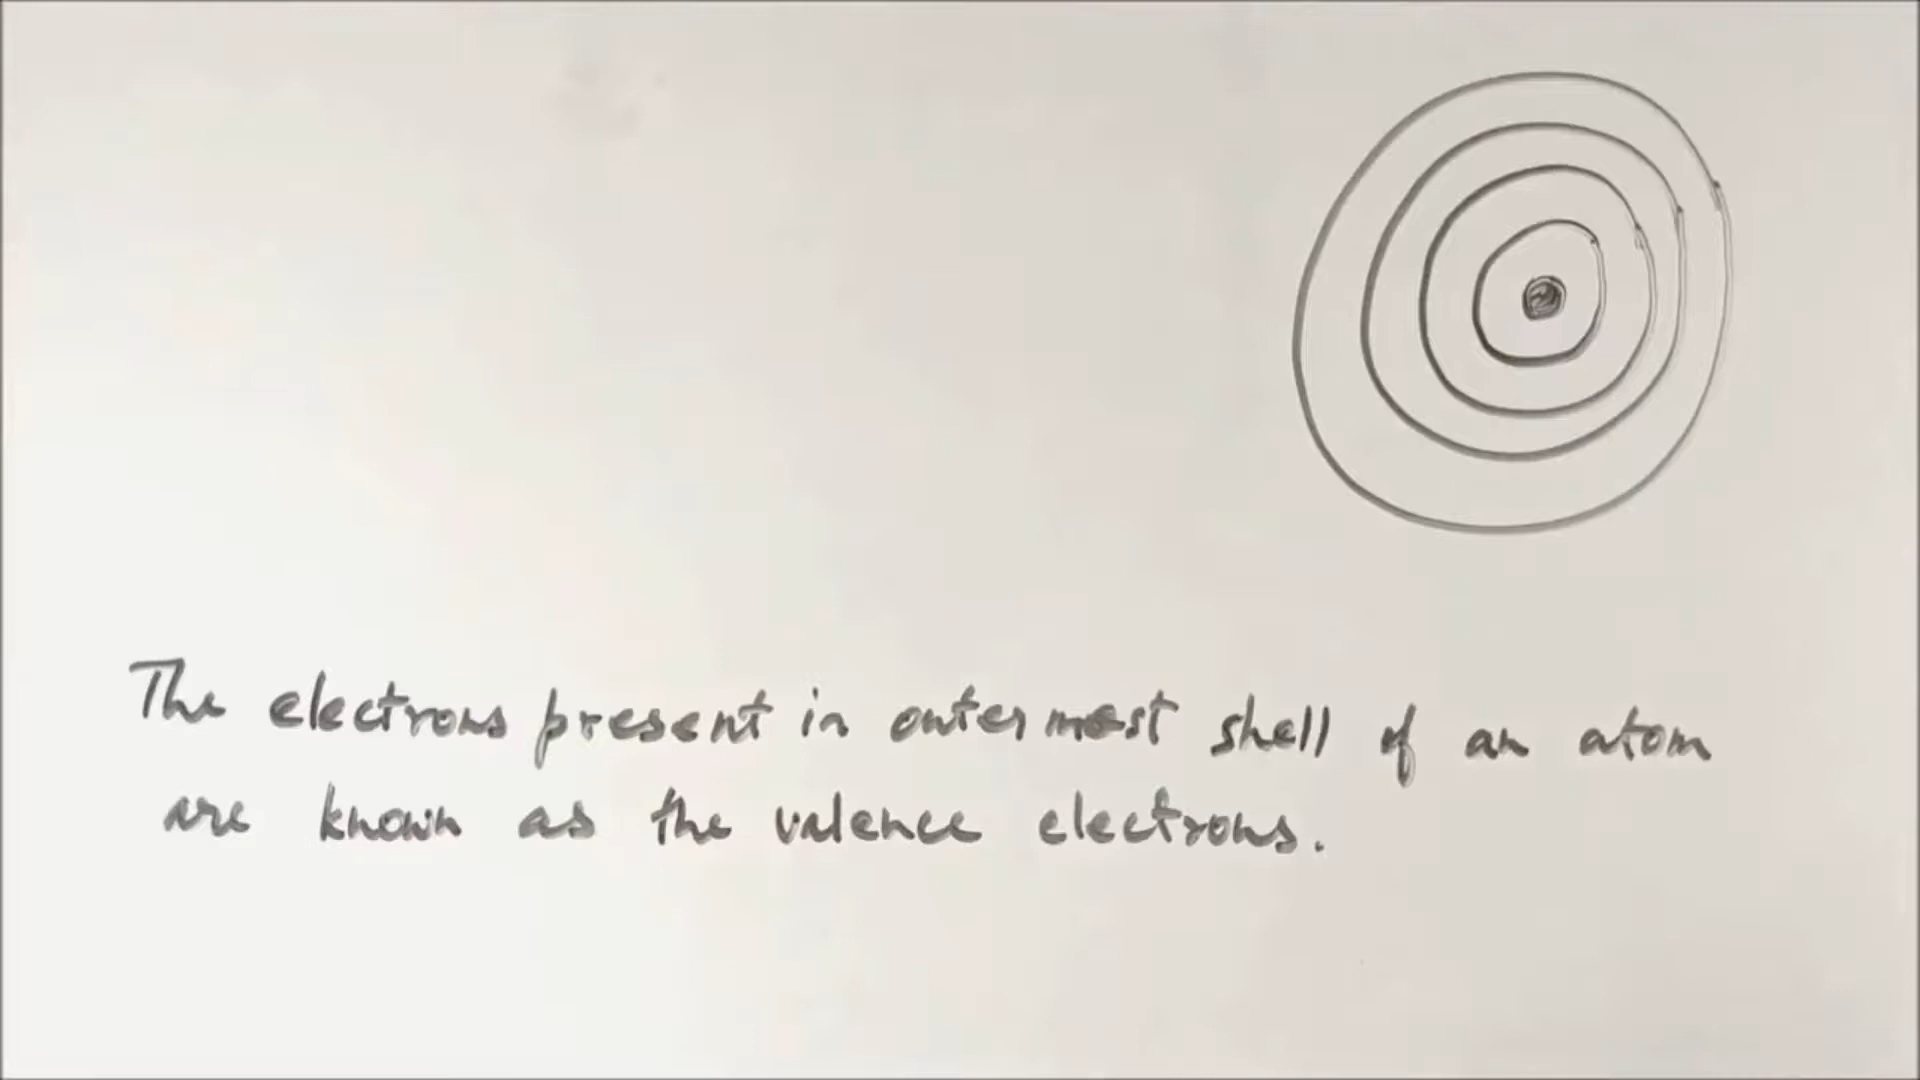 The electrons present in outermost shell of an atom
are known as the valence electrons.